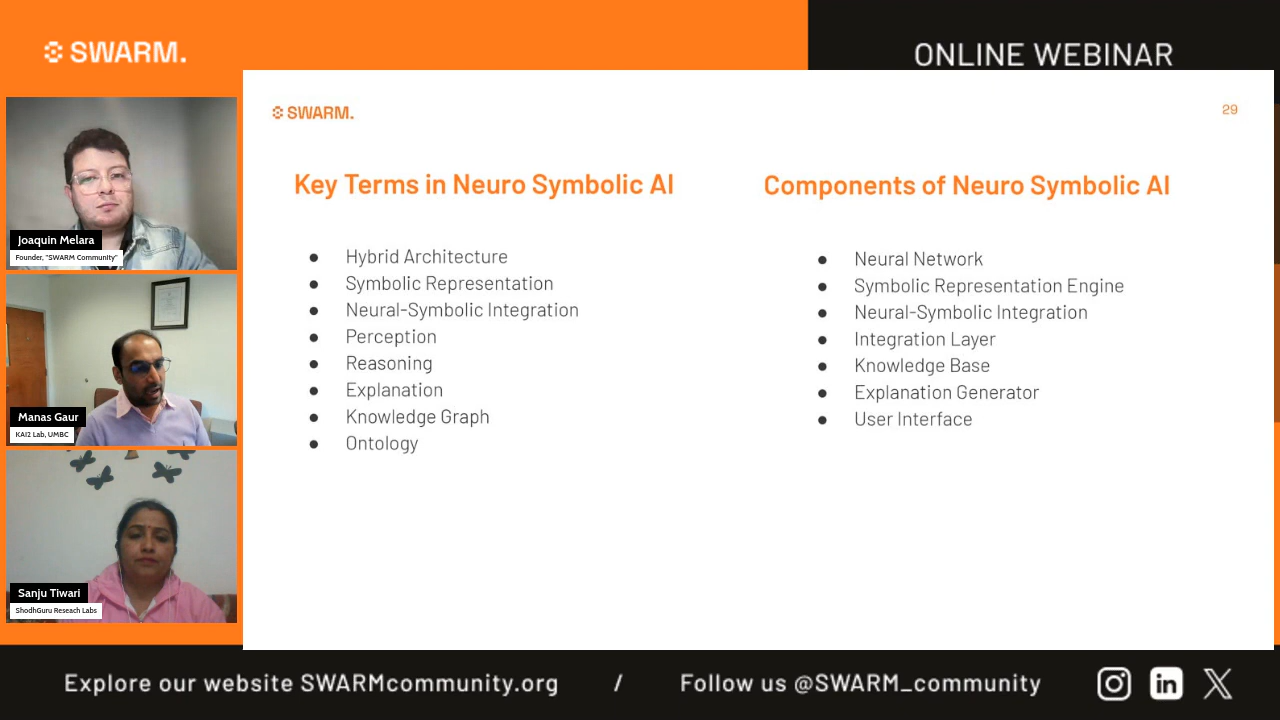 SWARM.
ONLINE WEBINAR
SWARM.
29
Key Terms in Neuro Symbolic AI
Hybrid Architecture
Symbolic Representation
Neural-Symbolic Integration
Perception
Reasoning
Explanation
Knowledge Graph
Ontology
Components of Neuro Symbolic AI
Neural Network
Symbolic Representation Engine
Neural-Symbolic Integration
Integration Layer
Knowledge Base
Explanation Generator
User Interface
Joaquin Melara
Founder, "SWARM Community"
Manas Gaur
KAI2 Lab, UMBC
Sanju Tiwari
ShodhGuru Reseach Labs
Explore our website SWARMcommunity.org / Follow us @SWARM_community